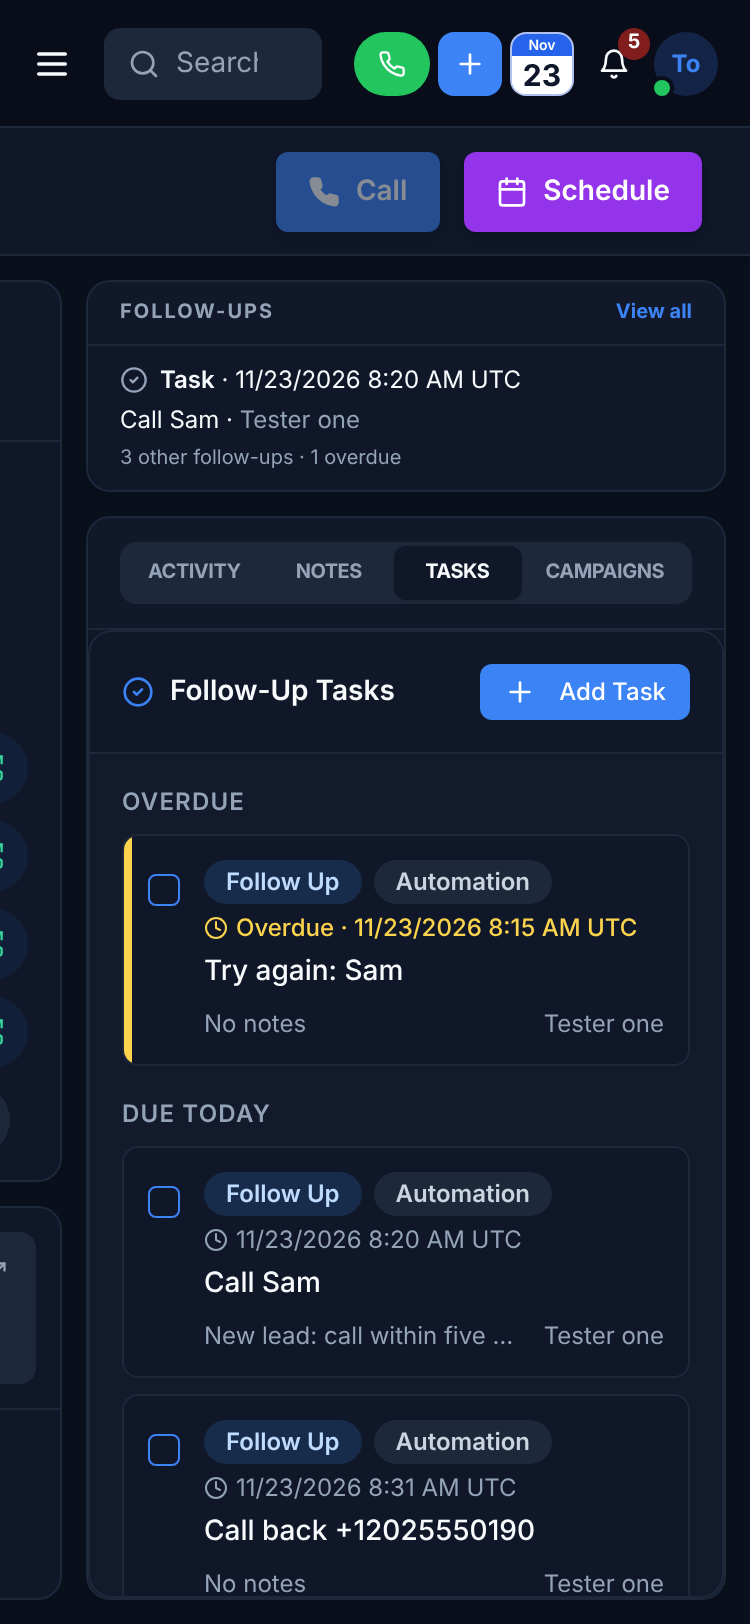 Search
Nov
23
5
To
Call
Schedule
FOLLOW-UPS
View all
Task · 11/23/2026 8:20 AM UTC
Call Sam · Tester one
3 other follow-ups · 1 overdue
ACTIVITY NOTES TASKS CAMPAIGNS
Follow-Up Tasks
Add Task
OVERDUE
Follow Up Automation
Overdue · 11/23/2026 8:15 AM UTC
Try again: Sam
No notes Tester one
DUE TODAY
Follow Up Automation
11/23/2026 8:20 AM UTC
Call Sam
New lead: call within five ... Tester one
Follow Up Automation
11/23/2026 8:31 AM UTC
Call back +12025550190
No notes Tester one